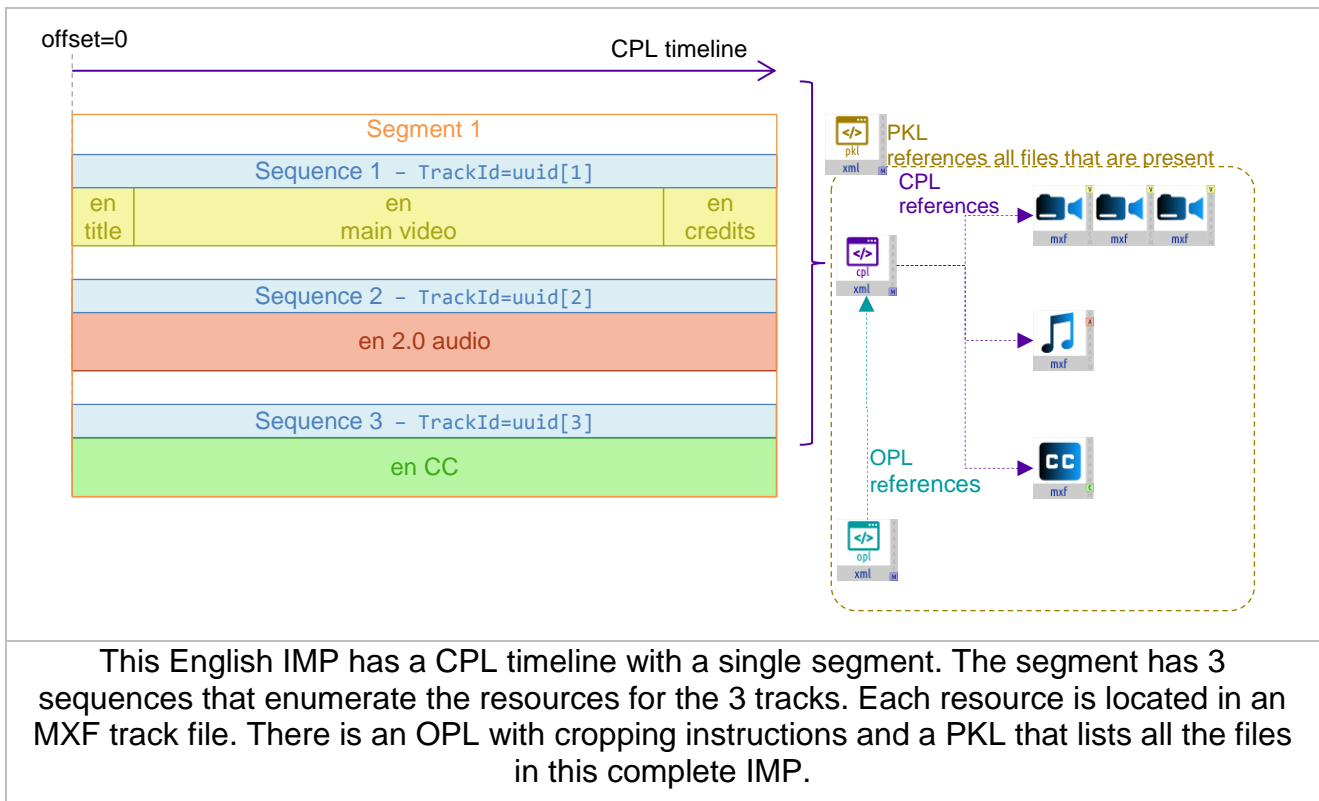 offset=0
CPL timeline
Segment 1
Sequence 1 – TrackId=uuid[1]
en
title
en
main video
en
credits
Sequence 2 – TrackId=uuid[2]
en 2.0 audio
Sequence 3 – TrackId=uuid[3]
en CC
pkl
xml
M
PKL
references all files that are present
CPL
references
V
mxf
V
mxf
V
mxf
cpl
xml
M
A
mxf
OPL
references
CC
mxf
C
opl
xml
M
This English IMP has a CPL timeline with a single segment. The segment has 3
sequences that enumerate the resources for the 3 tracks. Each resource is located in an
MXF track file. There is an OPL with cropping instructions and a PKL that lists all the files
in this complete IMP.